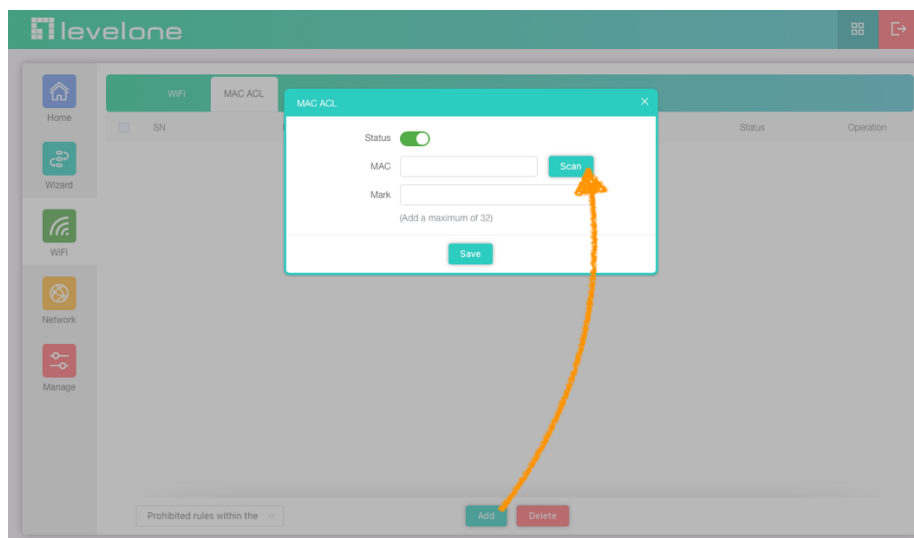 levelone
WiFi MAC ACL
MAC ACL
Home
SN Status Operation
Status
MAC Scan
Mark
(Add a maximum of 32)
Save
Wizard
WiFi
Network
Manage
Prohibited rules within the Add Delete